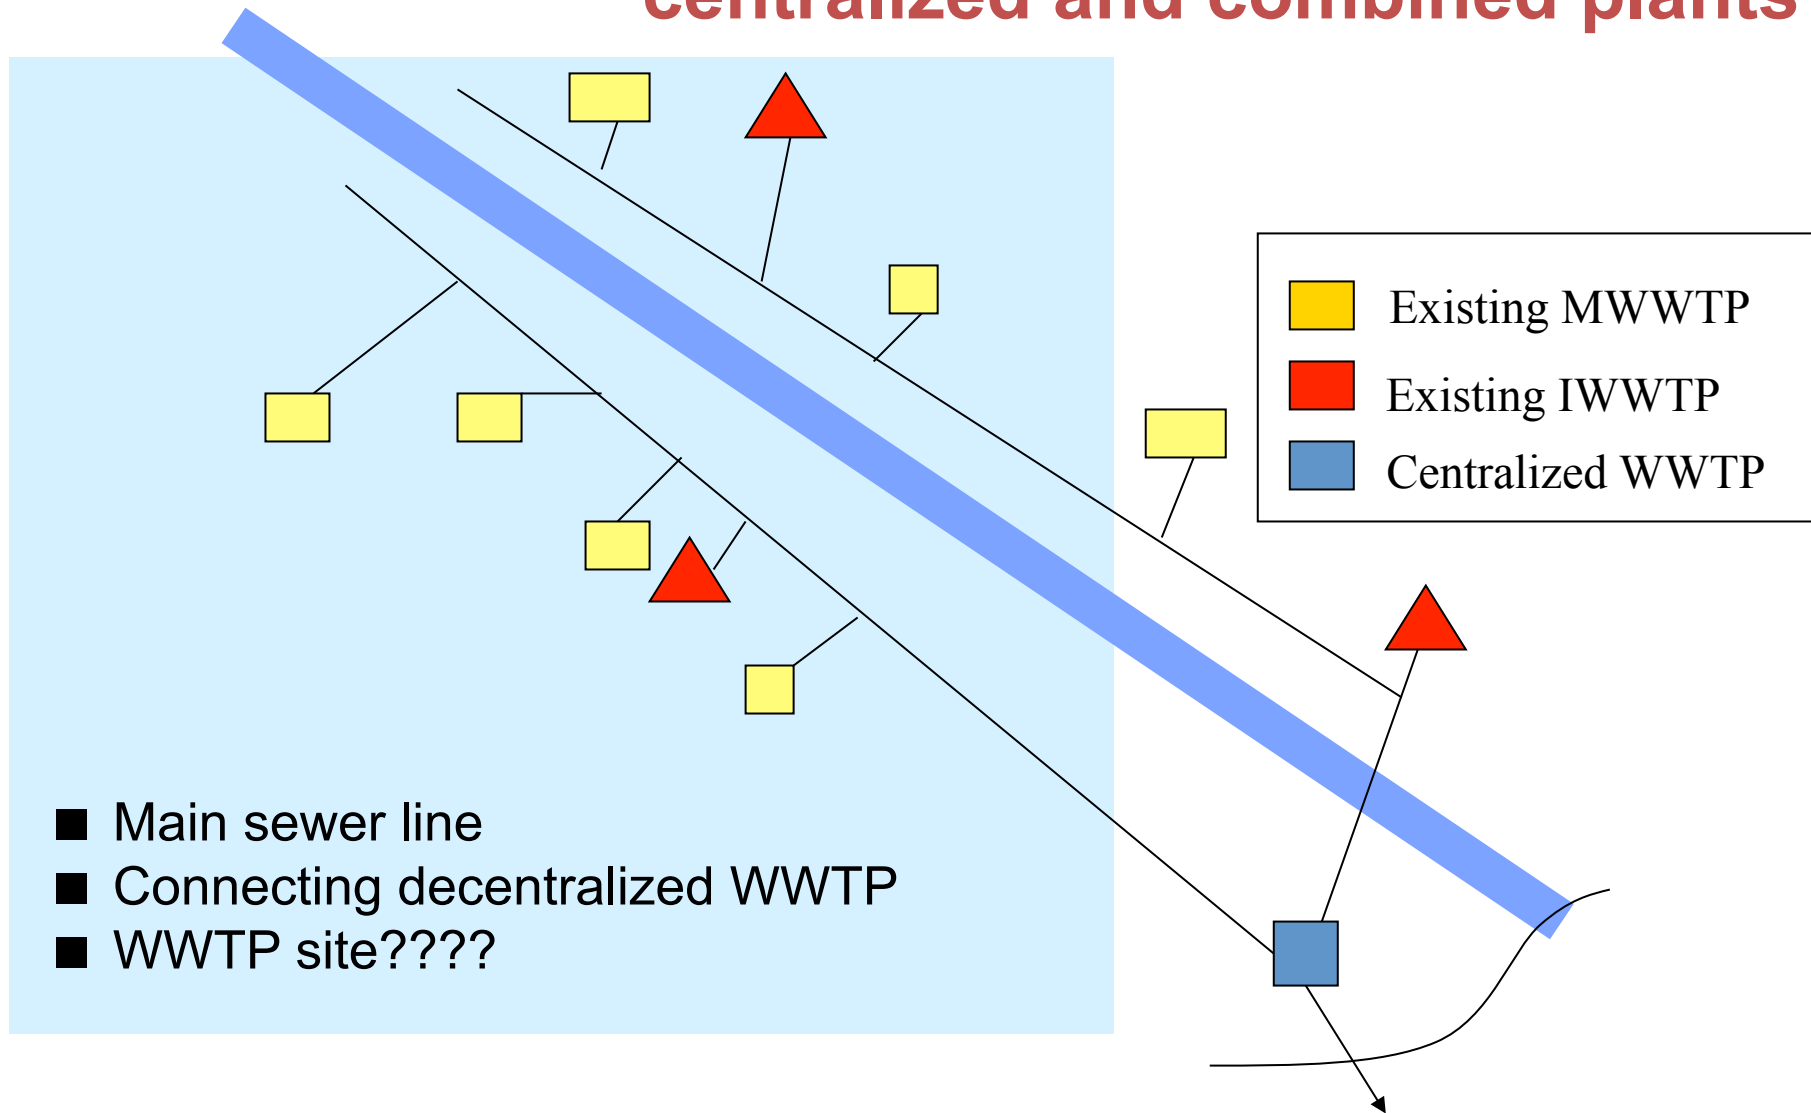 centralized and combined plants
Existing MWWTP
Existing IWWTP
Centralized WWTP
■ Main sewer line
■ Connecting decentralized WWTP
■ WWTP site????